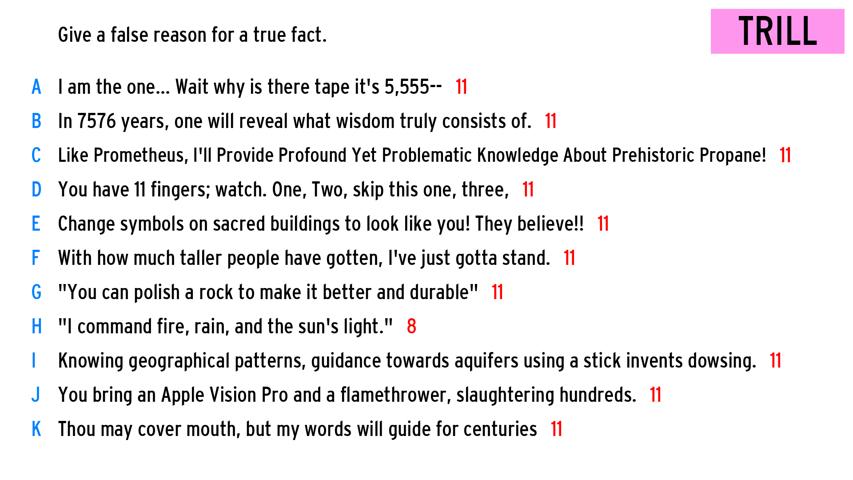 Give a false reason for a true fact.
TRILL
A I am the one... Wait why is there tape it's 5,555-- 11
B In 7576 years, one will reveal what wisdom truly consists of. 11
C Like Prometheus, I'll Provide Profound Yet Problematic Knowledge About Prehistoric Propane! 11
D You have 11 fingers; watch. One, Two, skip this one, three, 11
E Change symbols on sacred buildings to look like you! They believe!! 11
F With how much taller people have gotten, I've just gotta stand. 11
G "You can polish a rock to make it better and durable" 11
H "I command fire, rain, and the sun's light." 8
I Knowing geographical patterns, guidance towards aquifers using a stick invents dowsing. 11
J You bring an Apple Vision Pro and a flamethrower, slaughtering hundreds. 11
K Thou may cover mouth, but my words will guide for centuries 11